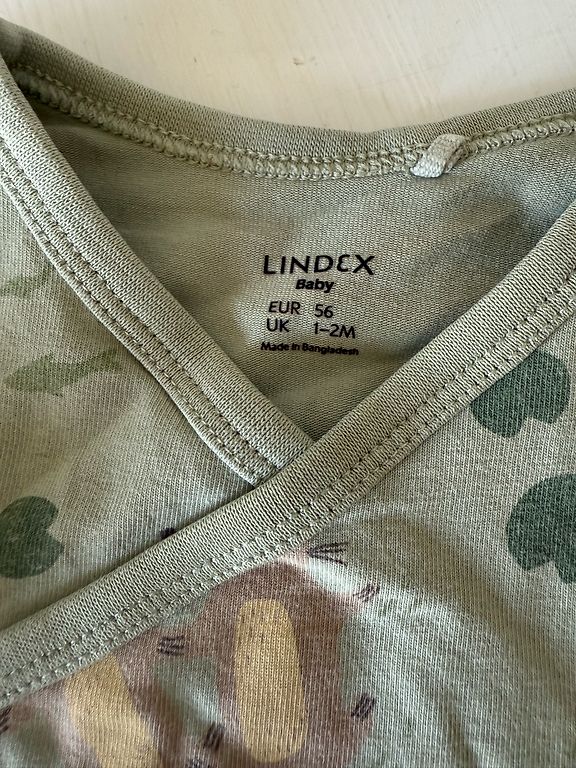 LINDEX
Baby
EUR 56
UK 1–2M
Made in Bangladesh